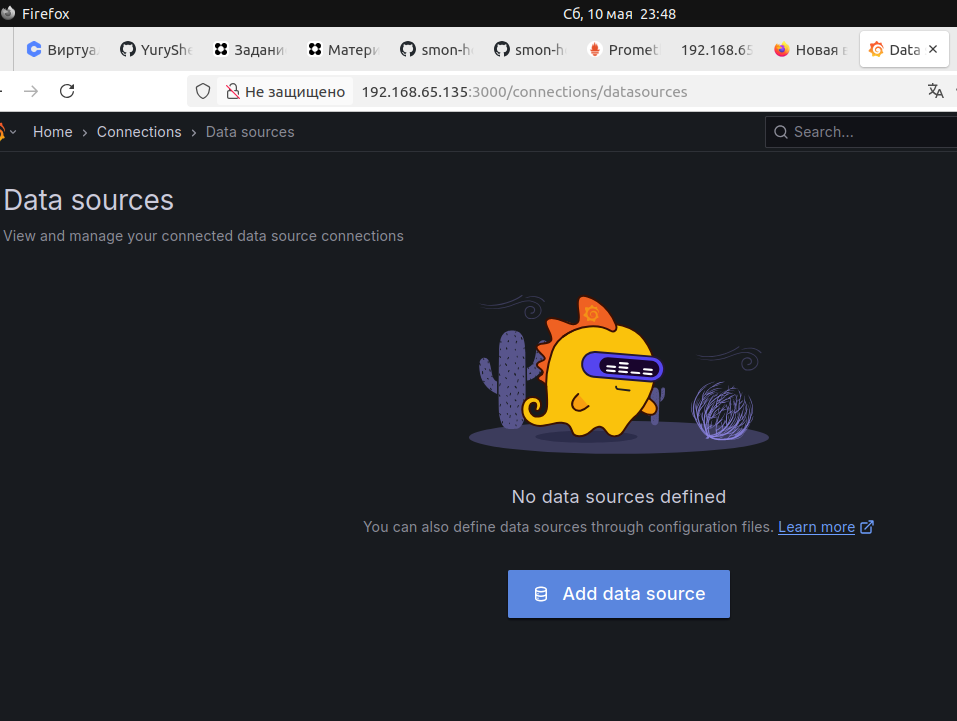 Firefox
Сб, 10 мая 23:48
Виртуа
YuryShe
Задани
Матери
smon-h
smon-h
Promet
192.168.65
Новая в
Data
Не защищено
192.168.65.135:3000/connections/datasources
Home › Connections › Data sources
Search...
Data sources
View and manage your connected data source connections
No data sources defined
You can also define data sources through configuration files. Learn more
Add data source